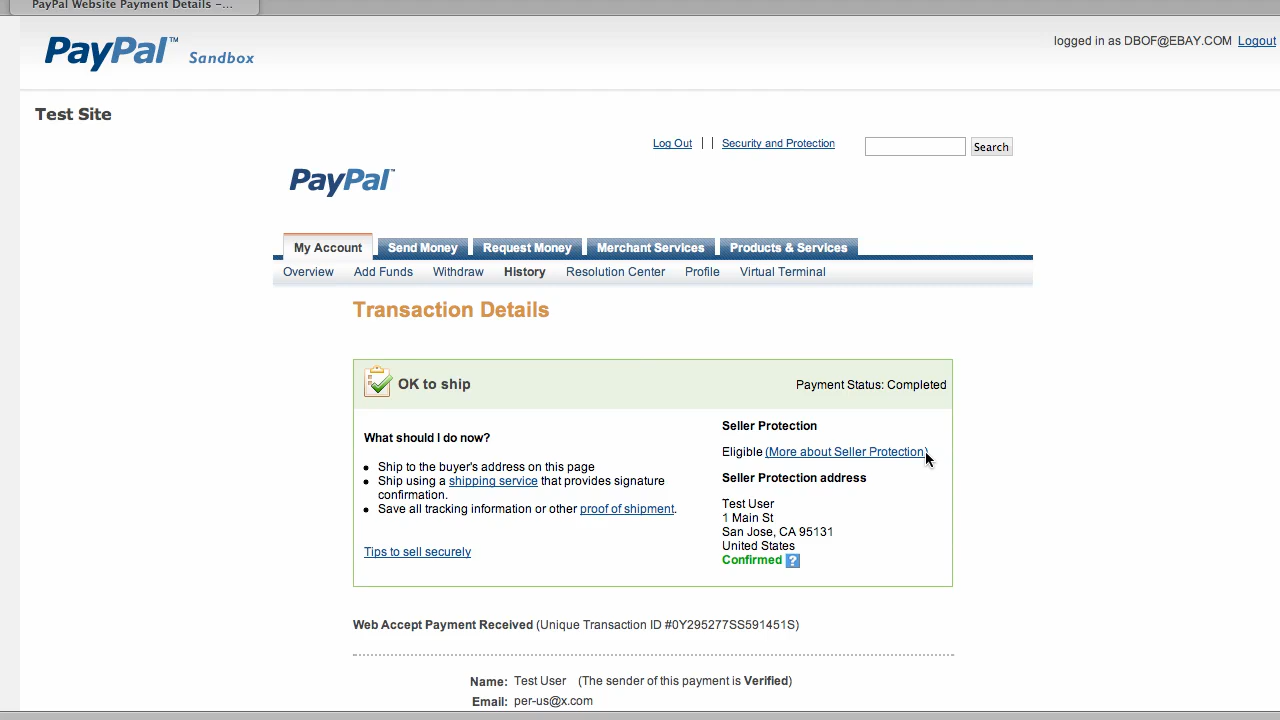 PayPal Website Payment Details –...
PayPal™ Sandbox
logged in as DBOF@EBAY.COM Logout
Test Site
Log Out | | Security and Protection Search
PayPal™
My Account Send Money Request Money Merchant Services Products & Services
Overview Add Funds Withdraw History Resolution Center Profile Virtual Terminal
Transaction Details
OK to ship
Payment Status: Completed
What should I do now?
Ship to the buyer's address on this page
Ship using a shipping service that provides signature
confirmation.
Save all tracking information or other proof of shipment.
Tips to sell securely
Seller Protection
Eligible (More about Seller Protection)
Seller Protection address
Test User
1 Main St
San Jose, CA 95131
United States
Confirmed ?
Web Accept Payment Received (Unique Transaction ID #0Y295277SS591451S)
Name: Test User (The sender of this payment is Verified)
Email: per-us@x.com